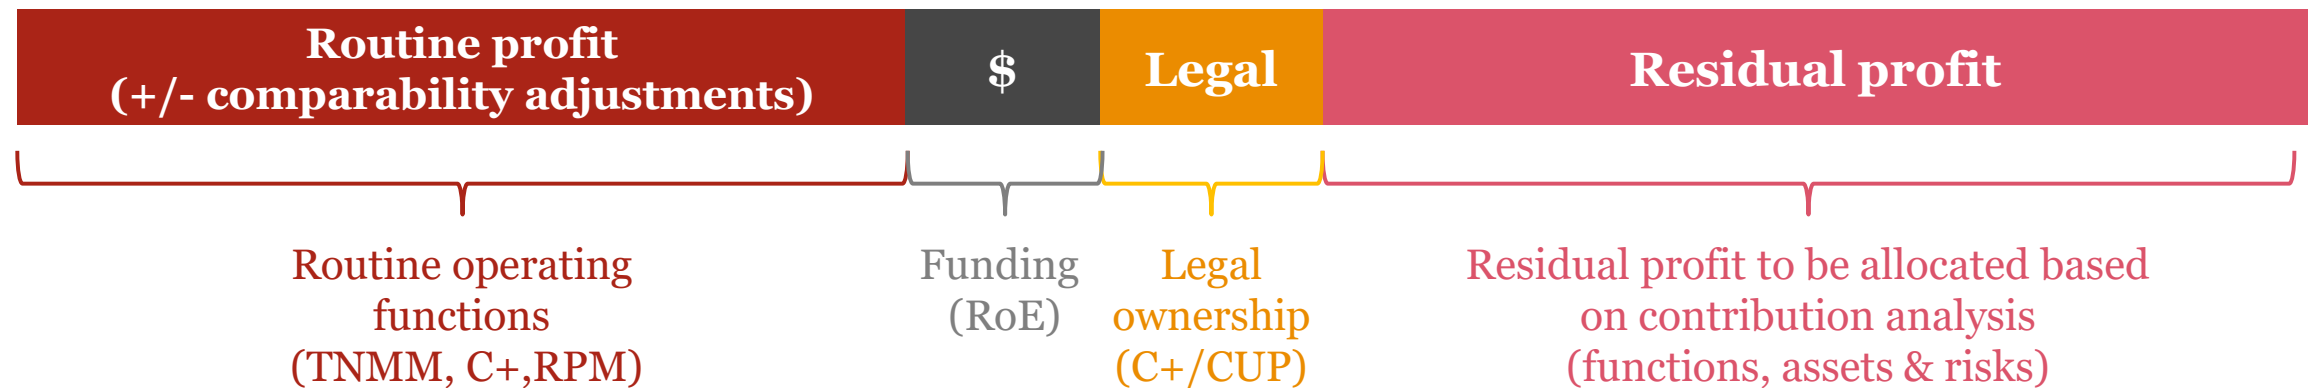 Routine profit
(+/- comparability adjustments)
$
Legal
Residual profit
Routine operating
functions
(TNMM, C+,RPM)
Funding
(RoE)
Legal
ownership
(C+/CUP)
Residual profit to be allocated based
on contribution analysis
(functions, assets & risks)